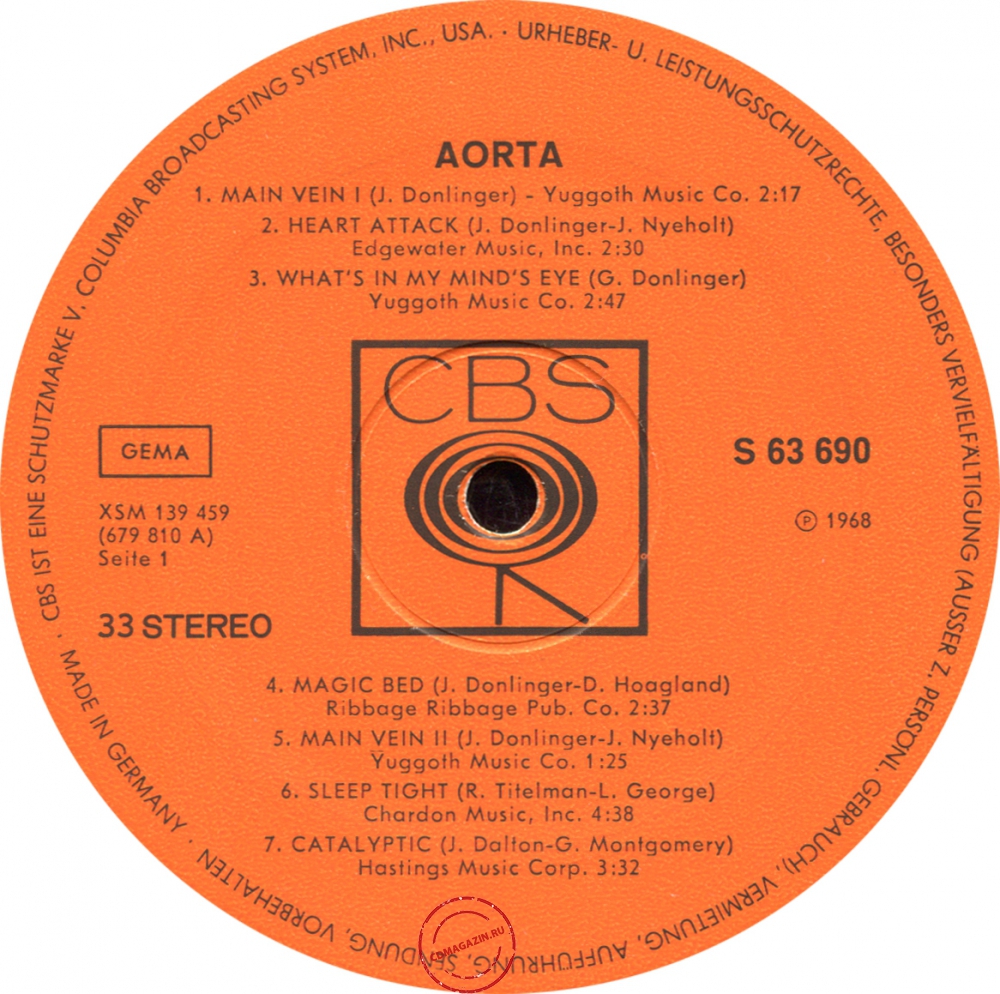 CBS IST EINE SCHUTZMARKE V. COLUMBIA BROADCASTING SYSTEM, INC., USA. · URHEBER- U. LEISTUNGSSCHUTZRECHTE, BESONDERS VERVIELFÄLTIGUNG (AUSSER Z. PERSONL. GEBRAUCH), VERMIETUNG, AUFFÜHRUNG, SENDUNG, VORBEHALTEN · MADE IN GERMANY ·
AORTA
1. MAIN VEIN I (J. Donlinger) - Yuggoth Music Co. 2:17
2. HEART ATTACK (J. Donlinger-J. Nyeholt)
Edgewater Music, Inc. 2:30
3. WHAT'S IN MY MIND'S EYE (G. Donlinger)
Yuggoth Music Co. 2:47
CBS
GEMA
XSM 139 459
(679 810 A)
Seite 1
33 STEREO
S 63 690
℗ 1968
4. MAGIC BED (J. Donlinger-D. Hoagland)
Ribbage Ribbage Pub. Co. 2:37
5. MAIN VEIN II (J. Donlinger-J. Nyeholt)
Yuggoth Music Co. 1:25
6. SLEEP TIGHT (R. Titelman-L. George)
Chardon Music, Inc. 4:38
7. CATALYPTIC (J. Dalton-G. Montgomery)
Hastings Music Corp. 3:32
CDMAGAZIN.RU